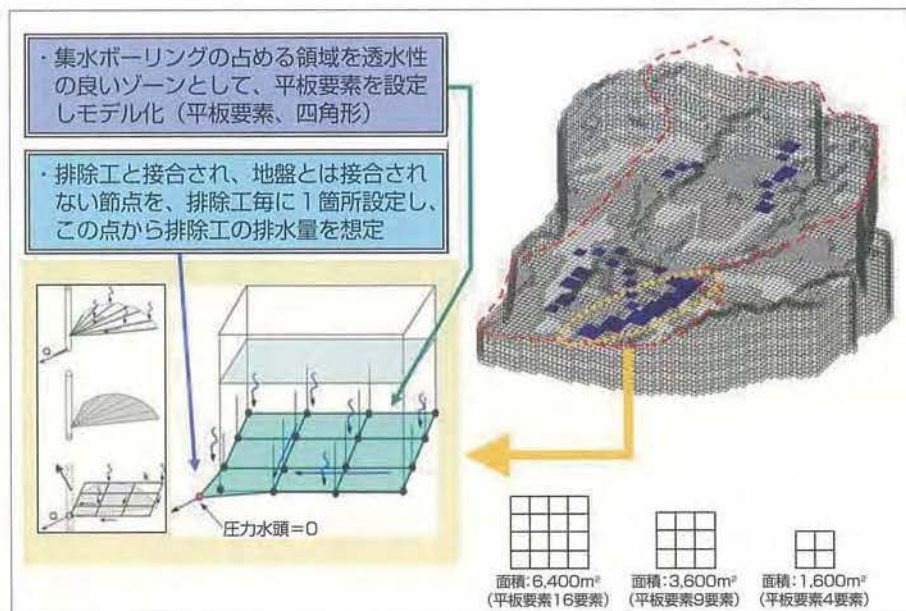 ・集水ボーリングの占める領域を透水性
の良いゾーンとして、平板要素を設定
しモデル化（平板要素、四角形）
・排除工と接合され、地盤とは接合され
ない節点を、排除工毎に１箇所設定し、
この点から排除工の排水量を想定
Q
Q
圧力水頭＝0
面積：6,400m²
（平板要素16要素）
面積：3,600m²
（平板要素9要素）
面積：1,600m²
（平板要素4要素）